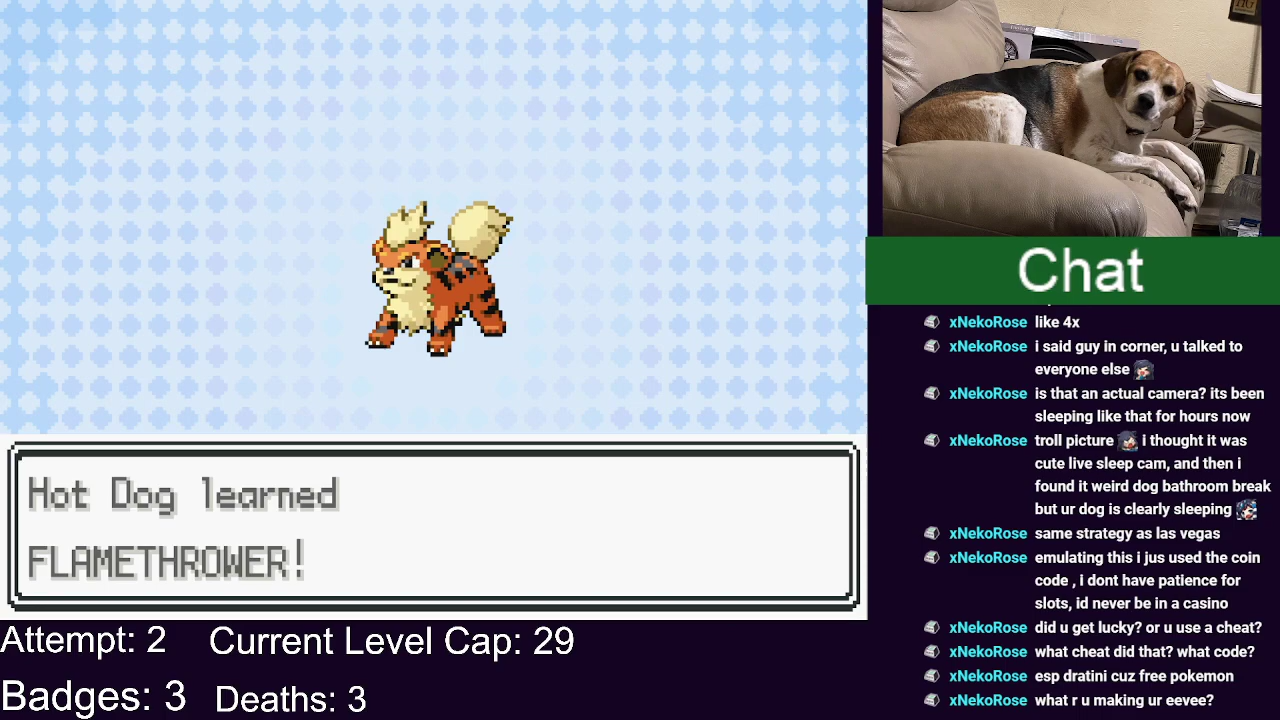 Hot Dog learned
FLAMETHROWER!
Attempt: 2 Current Level Cap: 29
Badges: 3 Deaths: 3
Chat
xNekoRose like 4x
xNekoRose i said guy in corner, u talked to
everyone else
xNekoRose is that an actual camera? its been
sleeping like that for hours now
xNekoRose troll picture i thought it was
cute live sleep cam, and then i
found it weird dog bathroom break
but ur dog is clearly sleeping
xNekoRose same strategy as las vegas
xNekoRose emulating this i jus used the coin
code , i dont have patience for
slots, id never be in a casino
xNekoRose did u get lucky? or u use a cheat?
xNekoRose what cheat did that? what code?
xNekoRose esp dratini cuz free pokemon
xNekoRose what r u making ur eevee?